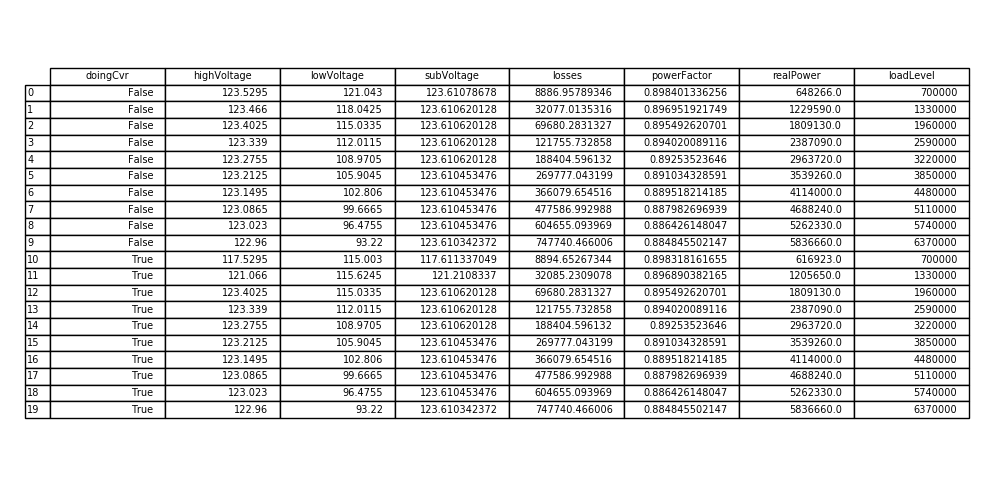 doingCvr highVoltage lowVoltage subVoltage losses powerFactor realPower loadLevel
0 False 123.5295 121.043 123.61078678 8886.95789346 0.898401336256 648266.0 700000
1 False 123.466 118.0425 123.610620128 32077.0135316 0.896951921749 1229590.0 1330000
2 False 123.4025 115.0335 123.610620128 69680.2831327 0.895492620701 1809130.0 1960000
3 False 123.339 112.0115 123.610620128 121755.732858 0.894020089116 2387090.0 2590000
4 False 123.2755 108.9705 123.610620128 188404.596132 0.89253523646 2963720.0 3220000
5 False 123.2125 105.9045 123.610453476 269777.043199 0.891034328591 3539260.0 3850000
6 False 123.1495 102.806 123.610453476 366079.654516 0.889518214185 4114000.0 4480000
7 False 123.0865 99.6665 123.610453476 477586.992988 0.887982696939 4688240.0 5110000
8 False 123.023 96.4755 123.610453476 604655.093969 0.886426148047 5262330.0 5740000
9 False 122.96 93.22 123.610342372 747740.466006 0.884845502147 5836660.0 6370000
10 True 117.5295 115.003 117.611337049 8894.65267344 0.898318161655 616923.0 700000
11 True 121.066 115.6245 121.2108337 32085.2309078 0.896890382165 1205650.0 1330000
12 True 123.4025 115.0335 123.610620128 69680.2831327 0.895492620701 1809130.0 1960000
13 True 123.339 112.0115 123.610620128 121755.732858 0.894020089116 2387090.0 2590000
14 True 123.2755 108.9705 123.610620128 188404.596132 0.89253523646 2963720.0 3220000
15 True 123.2125 105.9045 123.610453476 269777.043199 0.891034328591 3539260.0 3850000
16 True 123.1495 102.806 123.610453476 366079.654516 0.889518214185 4114000.0 4480000
17 True 123.0865 99.6665 123.610453476 477586.992988 0.887982696939 4688240.0 5110000
18 True 123.023 96.4755 123.610453476 604655.093969 0.886426148047 5262330.0 5740000
19 True 122.96 93.22 123.610342372 747740.466006 0.884845502147 5836660.0 6370000